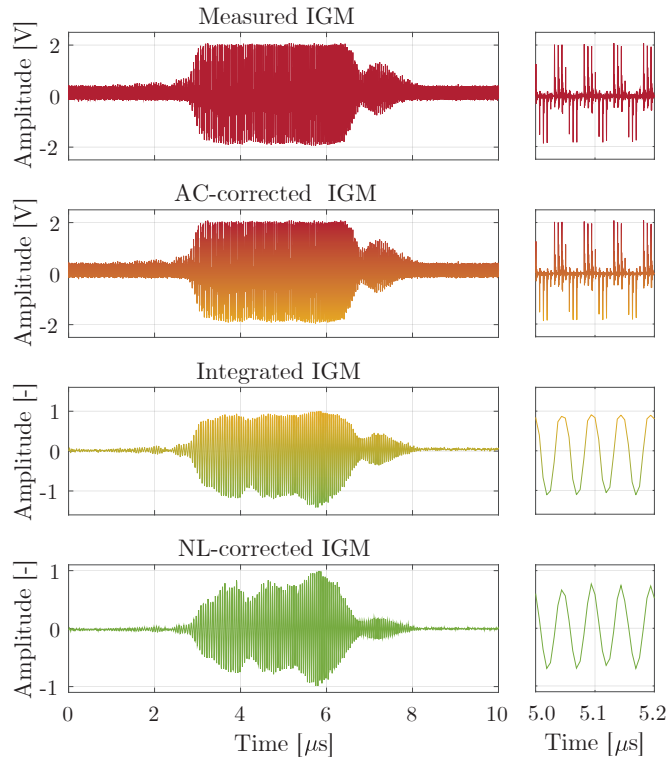 Measured IGM
Amplitude [V]
2
0
-2
AC-corrected IGM
Amplitude [V]
2
0
-2
Integrated IGM
Amplitude [-]
1
0
-1
NL-corrected IGM
Amplitude [-]
1
0
-1
0 2 4 6 8 10 5.0 5.1 5.2
Time [μs] Time [μs]